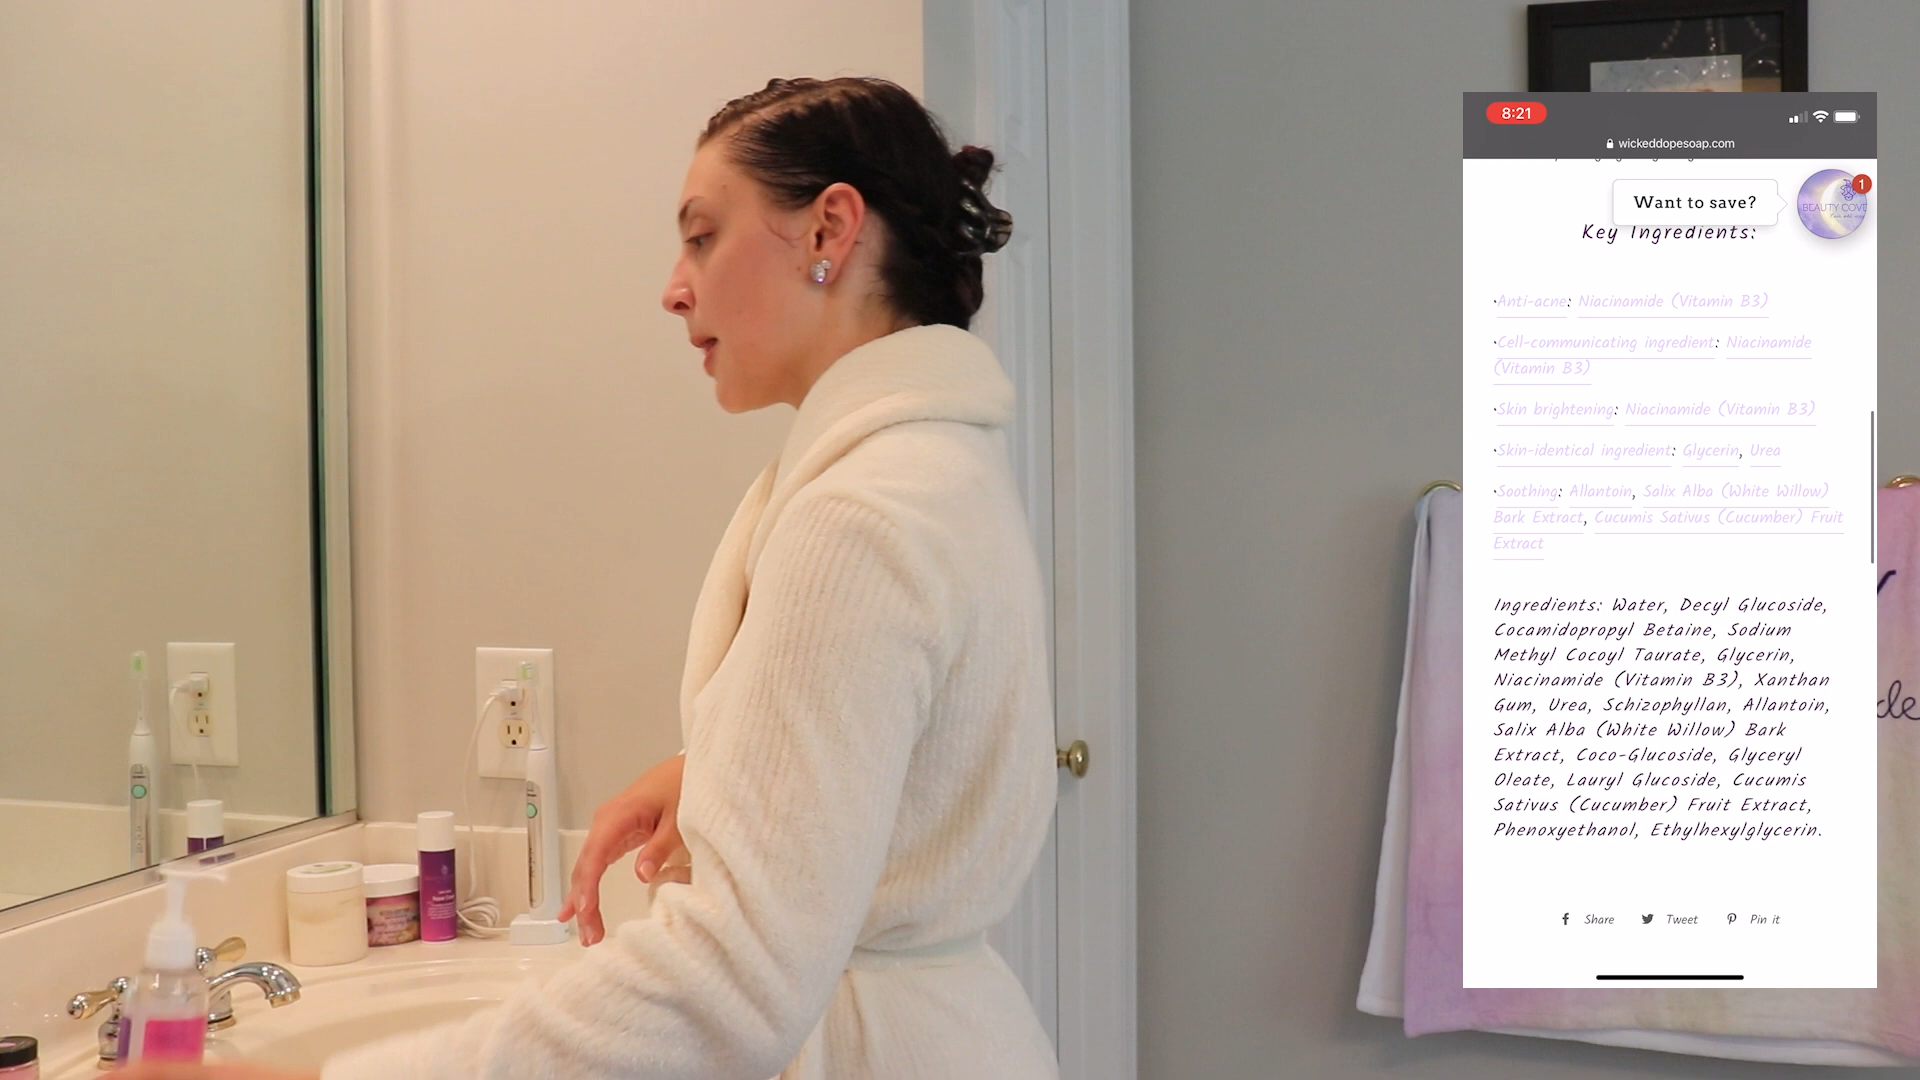 8:21
wickeddopesoap.com
Want to save?
1
BEAUTY COVE
Key Ingredients:
·Anti-acne: Niacinamide (Vitamin B3)
·Cell-communicating ingredient: Niacinamide
(Vitamin B3)
·Skin brightening: Niacinamide (Vitamin B3)
·Skin-identical ingredient: Glycerin, Urea
·Soothing: Allantoin, Salix Alba (White Willow)
Bark Extract, Cucumis Sativus (Cucumber) Fruit
Extract
Ingredients: Water, Decyl Glucoside,
Cocamidopropyl Betaine, Sodium
Methyl Cocoyl Taurate, Glycerin,
Niacinamide (Vitamin B3), Xanthan
Gum, Urea, Schizophyllan, Allantoin,
Salix Alba (White Willow) Bark
Extract, Coco-Glucoside, Glyceryl
Oleate, Lauryl Glucoside, Cucumis
Sativus (Cucumber) Fruit Extract,
Phenoxyethanol, Ethylhexylglycerin.
Share Tweet Pin it
de